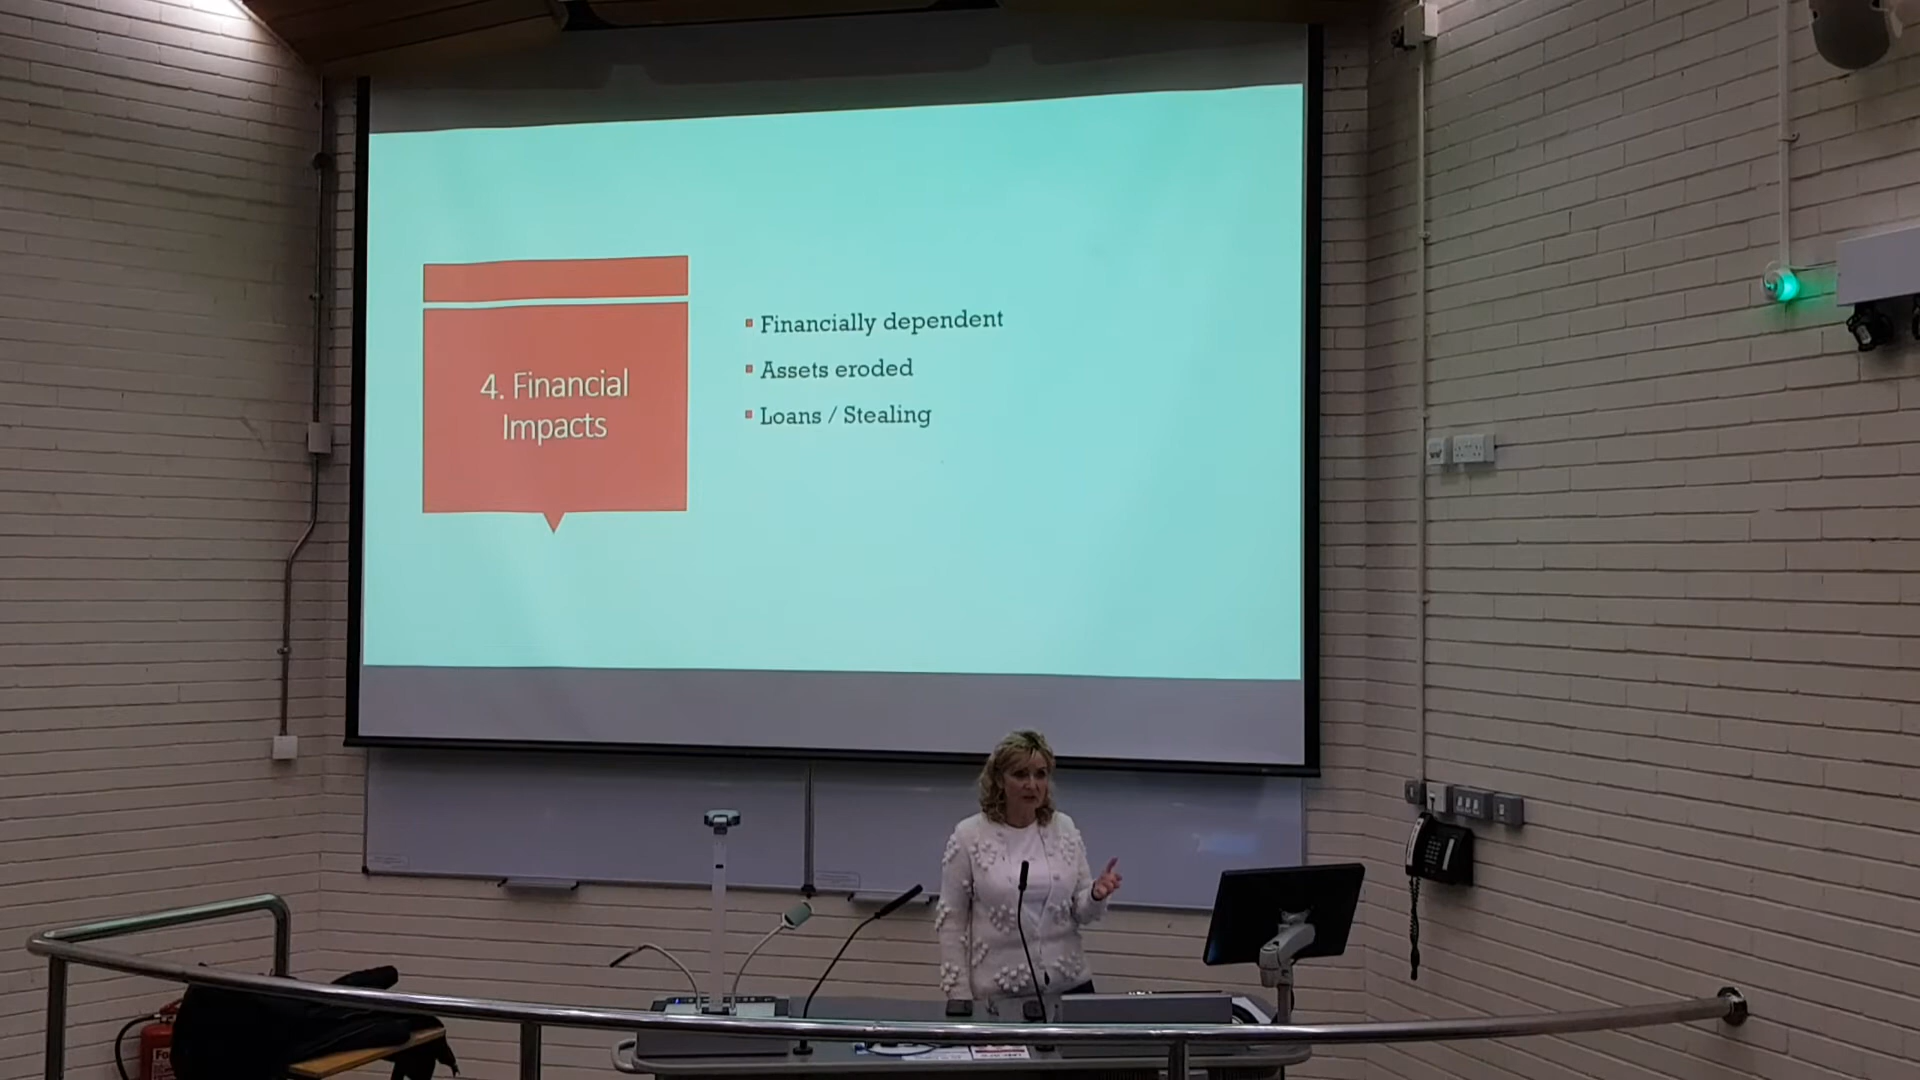 4. Financial
Impacts
Financially dependent
Assets eroded
Loans / Stealing